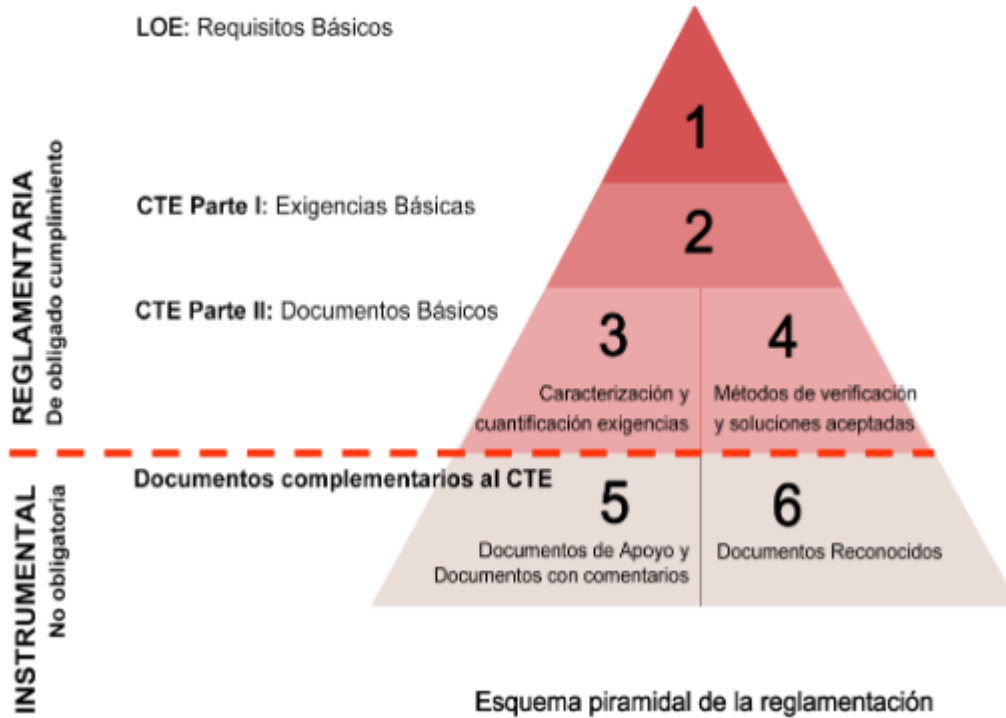 LOE: Requisitos Básicos
1
REGLAMENTARIA
De obligado cumplimiento
CTE Parte I: Exigencias Básicas
2
CTE Parte II: Documentos Básicos
3
Caracterización y
cuantificación exigencias
4
Métodos de verificación
y soluciones aceptadas
INSTRUMENTAL
No obligatoria
Documentos complementarios al CTE
5
Documentos de Apoyo y
Documentos con comentarios
6
Documentos Reconocidos
Esquema piramidal de la reglamentación